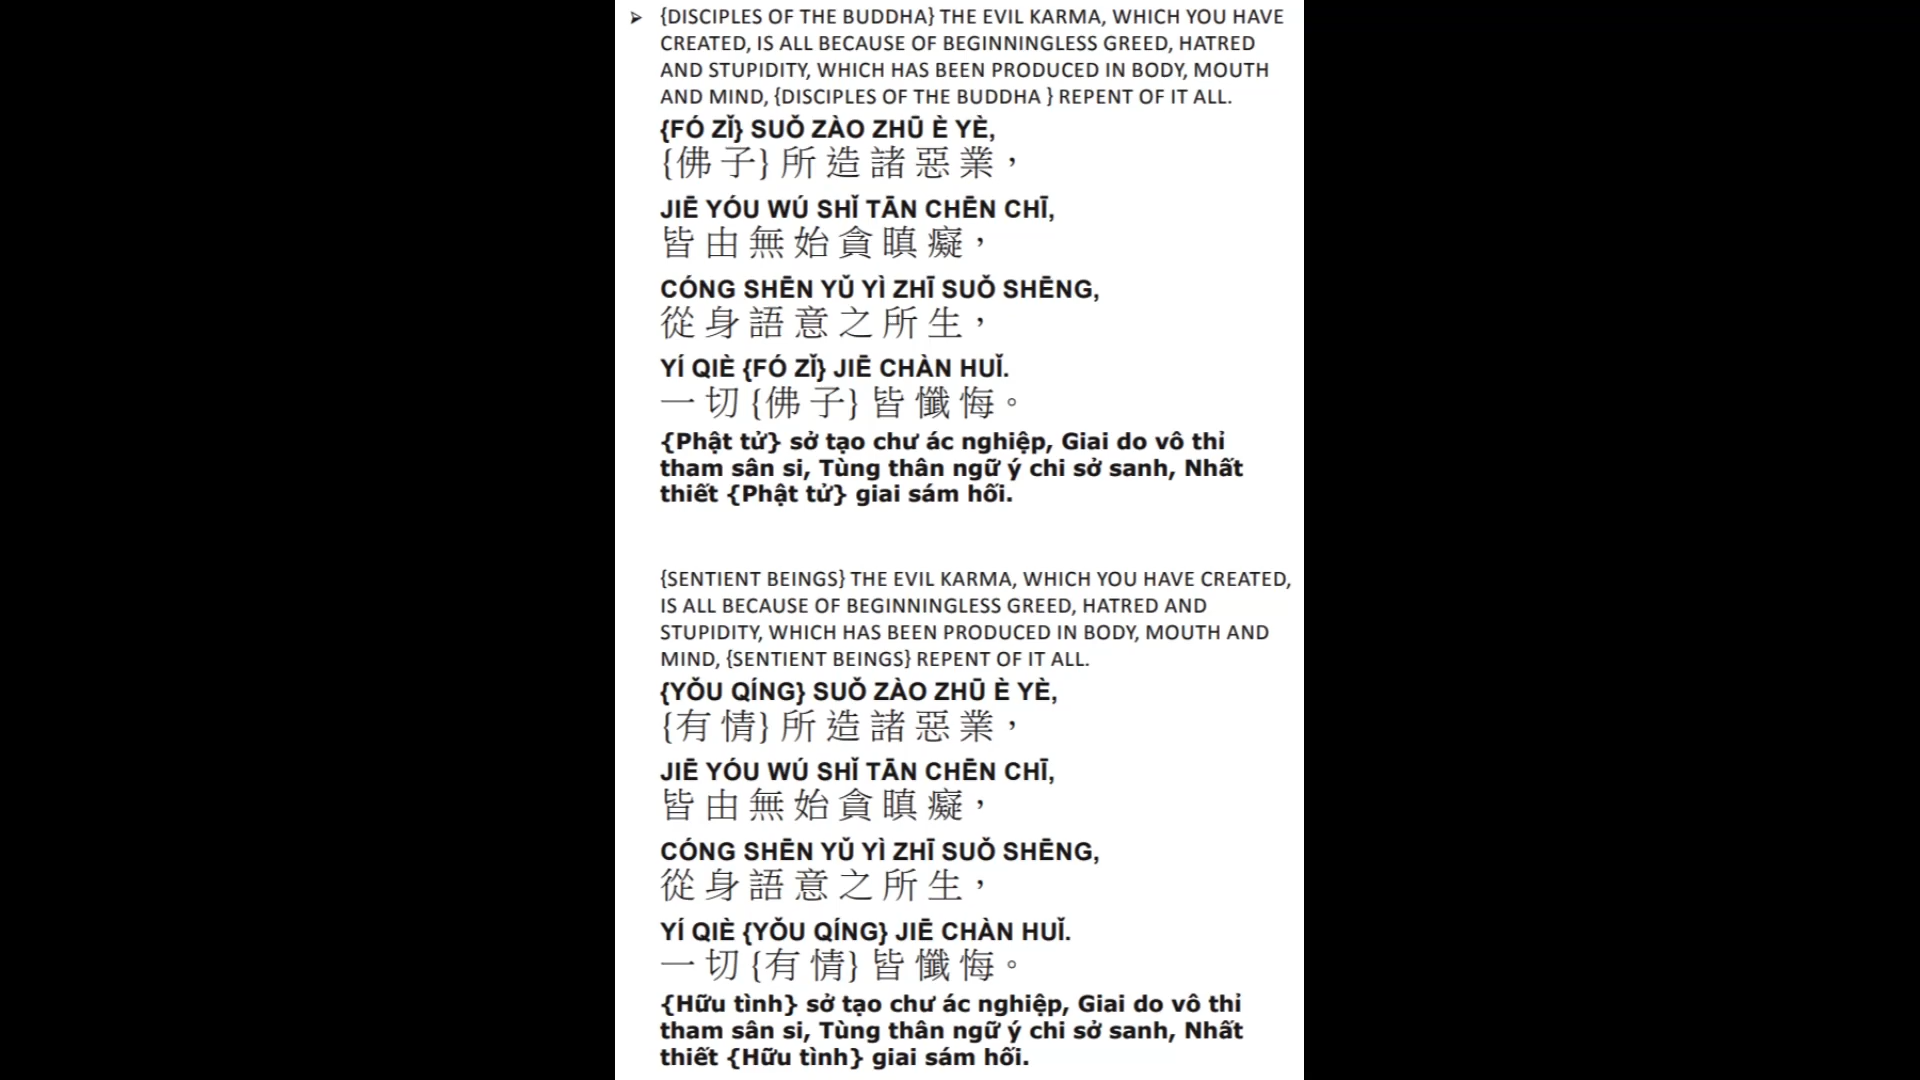 ➢ {DISCIPLES OF THE BUDDHA} THE EVIL KARMA, WHICH YOU HAVE
CREATED, IS ALL BECAUSE OF BEGINNINGLESS GREED, HATRED
AND STUPIDITY, WHICH HAS BEEN PRODUCED IN BODY, MOUTH
AND MIND, {DISCIPLES OF THE BUDDHA } REPENT OF IT ALL.
{FÓ ZǏ} SUǑ ZÀO ZHŪ È YÈ,
{佛 子} 所 造 諸 惡 業，
JIĒ YÓU WÚ SHǏ TĀN CHĒN CHĪ,
皆 由 無 始 貪 瞋 癡，
CÓNG SHĒN YǓ YÌ ZHĪ SUǑ SHĒNG,
從 身 語 意 之 所 生，
YÍ QIÈ {FÓ ZǏ} JIĒ CHÀN HUǏ.
一 切 {佛 子} 皆 懺 悔。
{Phật tử} sở tạo chư ác nghiệp, Giai do vô thỉ
tham sân si, Tùng thân ngữ ý chi sở sanh, Nhất
thiết {Phật tử} giai sám hối.
{SENTIENT BEINGS} THE EVIL KARMA, WHICH YOU HAVE CREATED,
IS ALL BECAUSE OF BEGINNINGLESS GREED, HATRED AND
STUPIDITY, WHICH HAS BEEN PRODUCED IN BODY, MOUTH AND
MIND, {SENTIENT BEINGS} REPENT OF IT ALL.
{YǑU QÍNG} SUǑ ZÀO ZHŪ È YÈ,
{有 情} 所 造 諸 惡 業，
JIĒ YÓU WÚ SHǏ TĀN CHĒN CHĪ,
皆 由 無 始 貪 瞋 癡，
CÓNG SHĒN YǓ YÌ ZHĪ SUǑ SHĒNG,
從 身 語 意 之 所 生，
YÍ QIÈ {YǑU QÍNG} JIĒ CHÀN HUǏ.
一 切 {有 情} 皆 懺 悔。
{Hữu tình} sở tạo chư ác nghiệp, Giai do vô thỉ
tham sân si, Tùng thân ngữ ý chi sở sanh, Nhất
thiết {Hữu tình} giai sám hối.